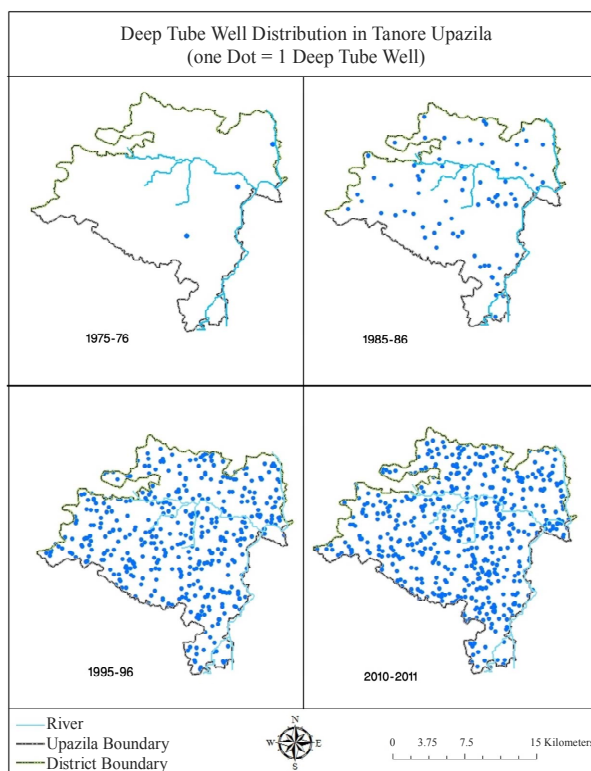 Deep Tube Well Distribution in Tanore Upazila
(one Dot = 1 Deep Tube Well)
1975-76
1985-86
1995-96
2010-2011
River
Upazila Boundary
District Boundary
N
W E
S
0 3.75 7.5 15 Kilometers